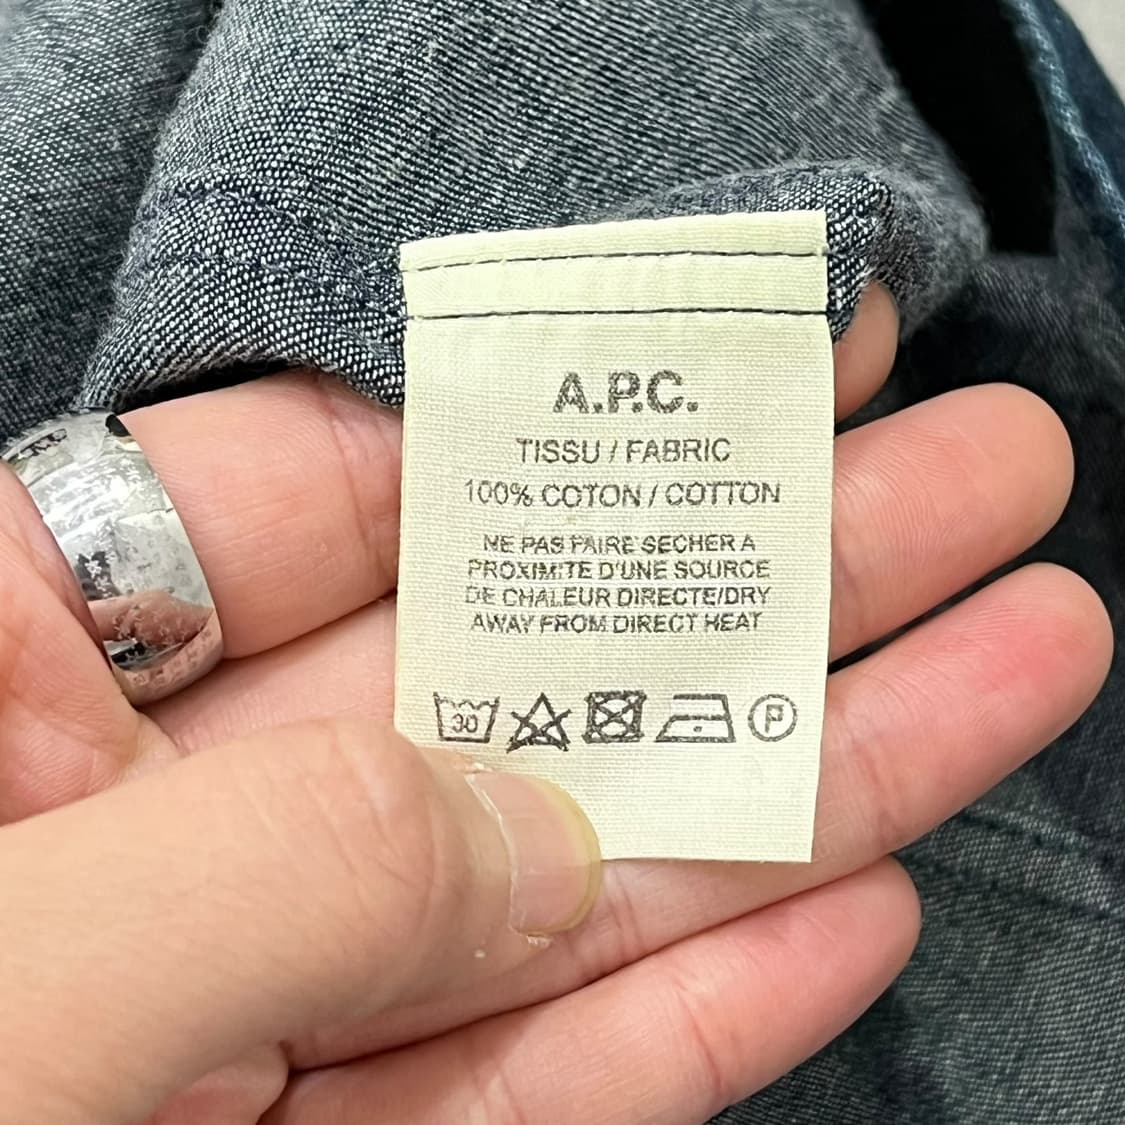 A.P.C.
TISSU / FABRIC
100% COTON / COTTON
NE PAS FAIRE SECHER A
PROXIMITE D'UNE SOURCE
DE CHALEUR DIRECTE/DRY
AWAY FROM DIRECT HEAT
30 P